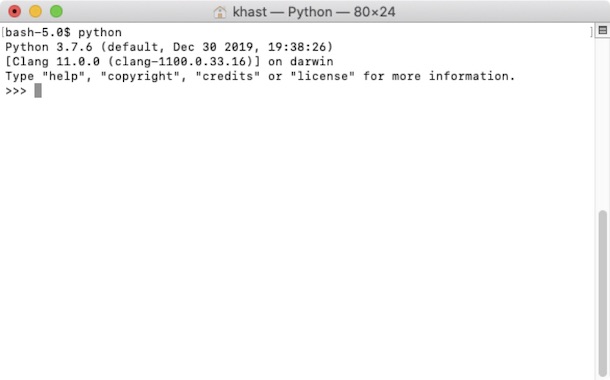 khast — Python — 80×24
[bash-5.0$ python ]
Python 3.7.6 (default, Dec 30 2019, 19:38:26)
[Clang 11.0.0 (clang-1100.0.33.16)] on darwin
Type "help", "copyright", "credits" or "license" for more information.
>>>